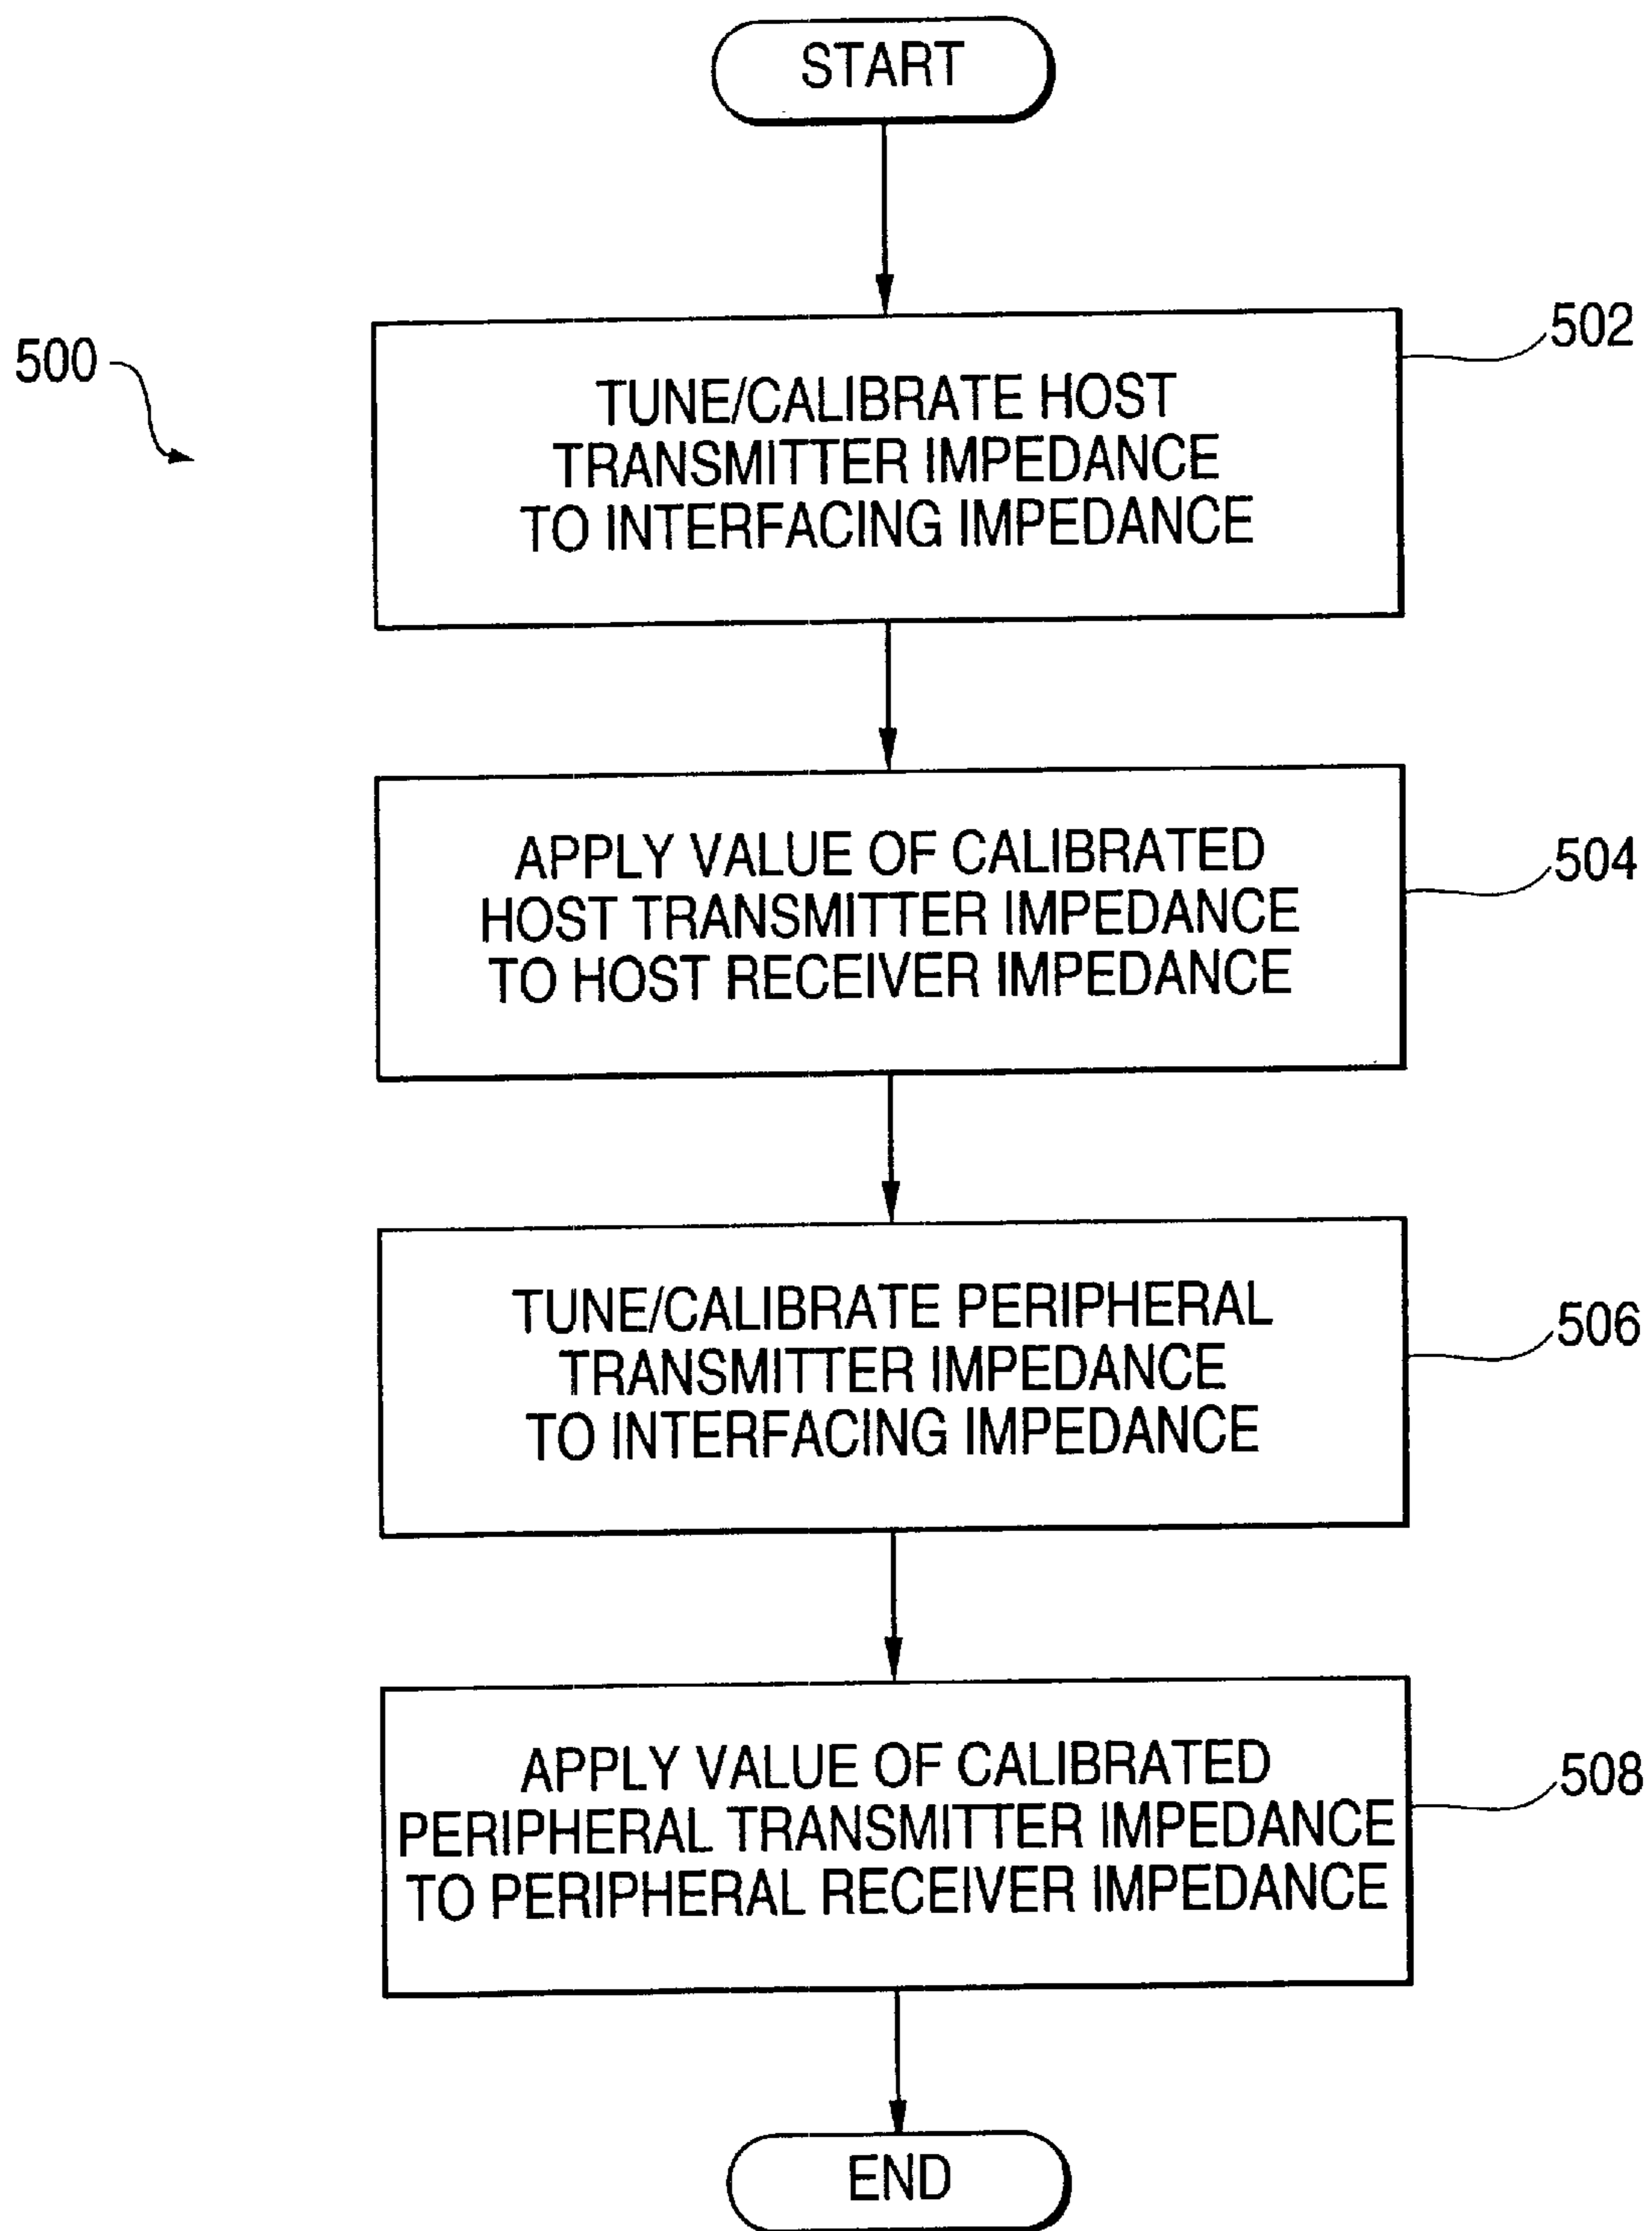 START
500
502
TUNE/CALIBRATE HOST
TRANSMITTER IMPEDANCE
TO INTERFACING IMPEDANCE
504
APPLY VALUE OF CALIBRATED
HOST TRANSMITTER IMPEDANCE
TO HOST RECEIVER IMPEDANCE
506
TUNE/CALIBRATE PERIPHERAL
TRANSMITTER IMPEDANCE
TO INTERFACING IMPEDANCE
508
APPLY VALUE OF CALIBRATED
PERIPHERAL TRANSMITTER IMPEDANCE
TO PERIPHERAL RECEIVER IMPEDANCE
END